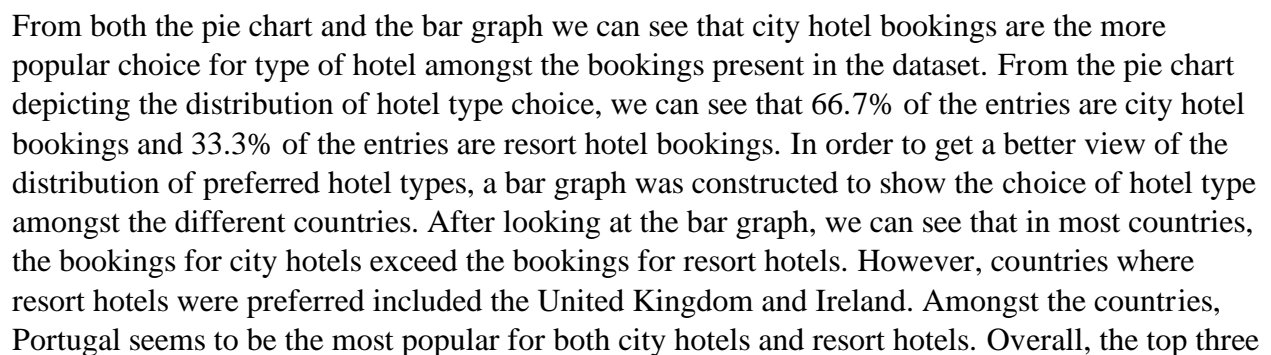 From both the pie chart and the bar graph we can see that city hotel bookings are the more
popular choice for type of hotel amongst the bookings present in the dataset. From the pie chart
depicting the distribution of hotel type choice, we can see that 66.7% of the entries are city hotel
bookings and 33.3% of the entries are resort hotel bookings. In order to get a better view of the
distribution of preferred hotel types, a bar graph was constructed to show the choice of hotel type
amongst the different countries. After looking at the bar graph, we can see that in most countries,
the bookings for city hotels exceed the bookings for resort hotels. However, countries where
resort hotels were preferred included the United Kingdom and Ireland. Amongst the countries,
Portugal seems to be the most popular for both city hotels and resort hotels. Overall, the top three